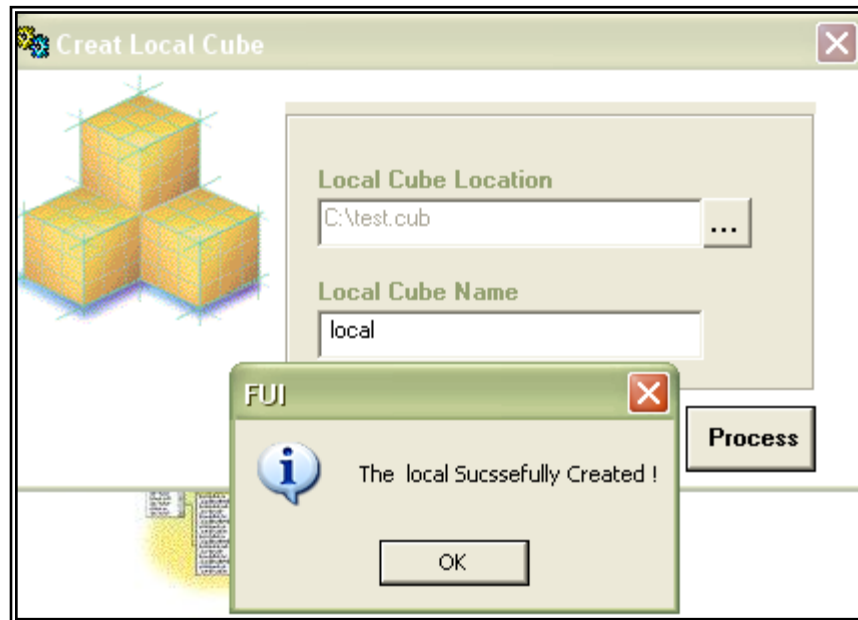 Creat Local Cube
Local Cube Location
C:\test.cub
...
Local Cube Name
local
FUI
Process
The local Sucssefully Created !
OK